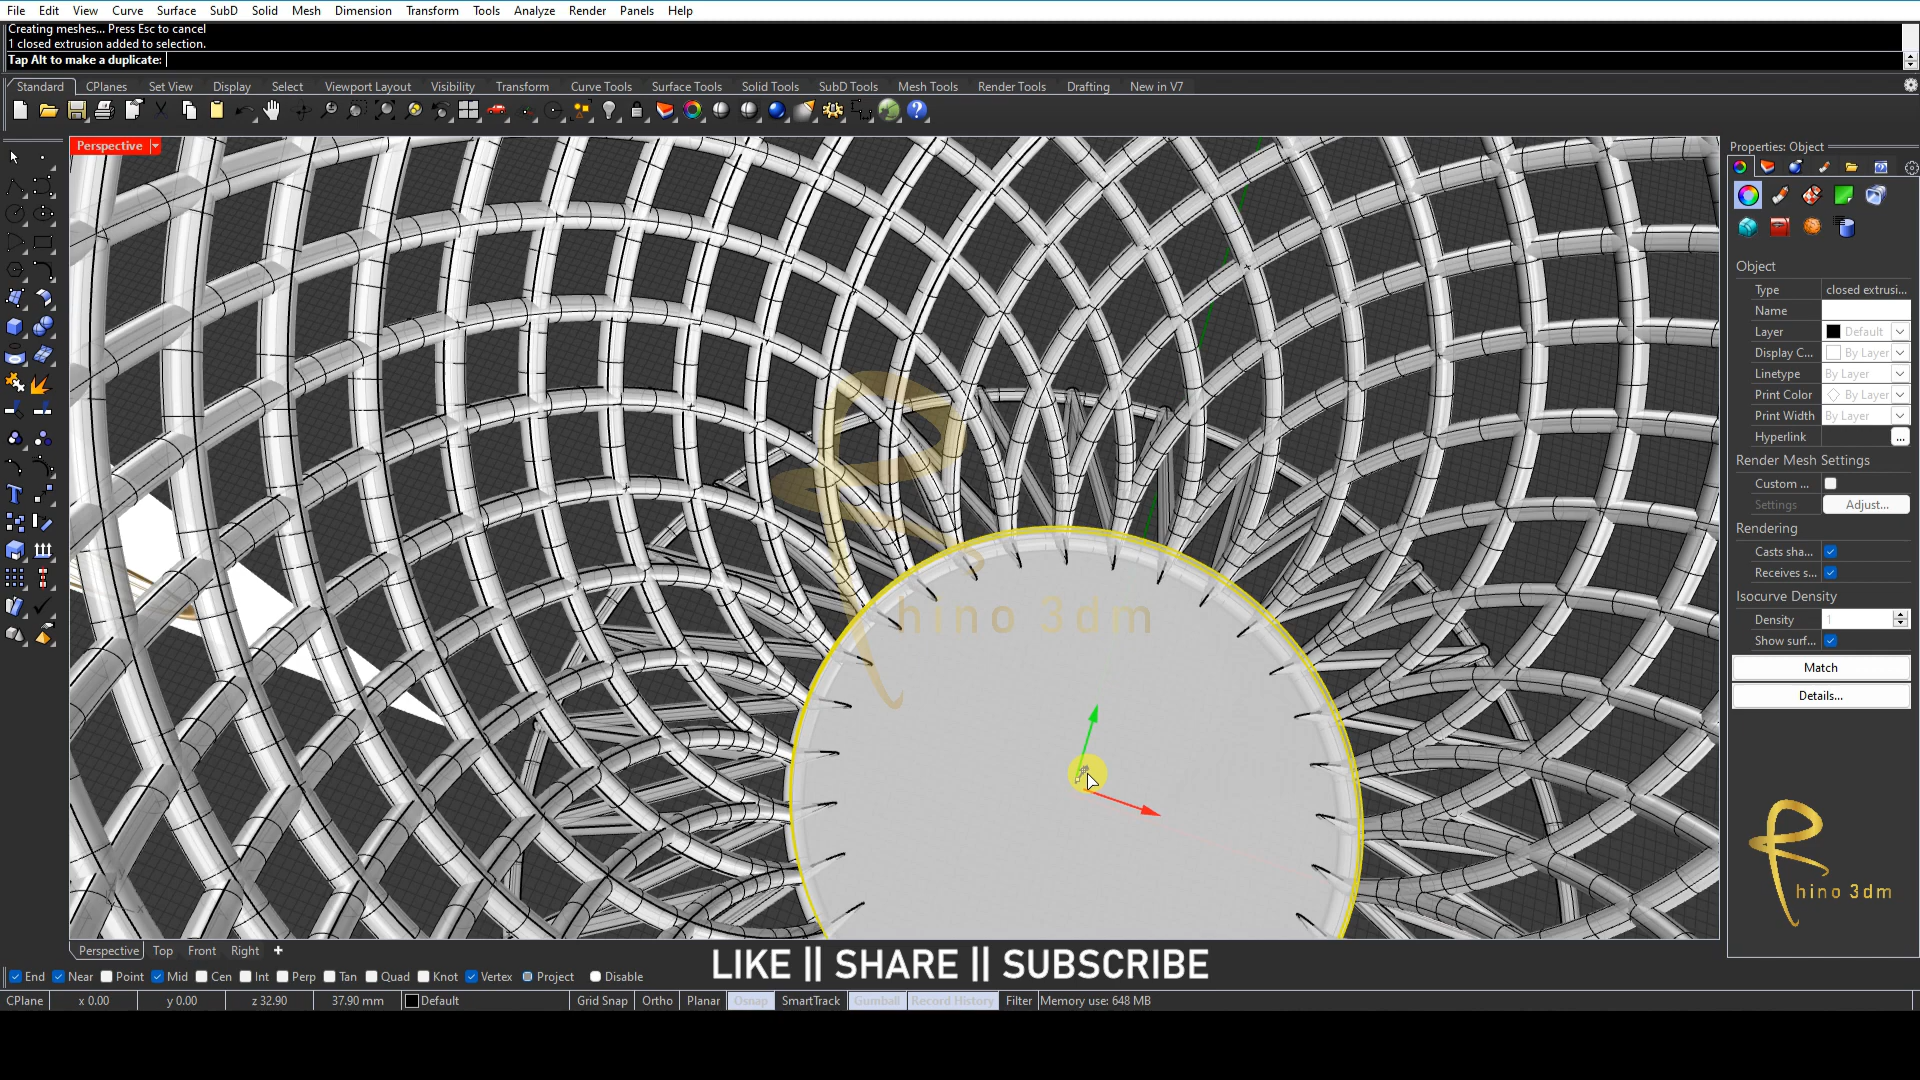 File Edit View Curve Surface SubD Solid Mesh Dimension Transform Tools Analyze Render Panels Help
Creating meshes... Press Esc to cancel
1 closed extrusion added to selection.
Tap Alt to make a duplicate:
Standard CPlanes Set View Display Select Viewport Layout Visibility Transform Curve Tools Surface Tools Solid Tools SubD Tools Mesh Tools Render Tools Drafting New in V7
Perspective
Properties: Object
Object
Type closed extrusi...
Name
Layer Default
Display C... By Layer
Linetype By Layer
Print Color By Layer
Print Width By Layer
Hyperlink ...
Render Mesh Settings
Custom ...
Settings Adjust...
Rendering
Casts sha...
Receives s...
Isocurve Density
Density 1
Show surf...
Match
Details...
Rhino 3dm
Rhino 3dm
Perspective Top Front Right
LIKE || SHARE || SUBSCRIBE
End Near Point Mid Cen Int Perp Tan Quad Knot Vertex Project Disable
CPlane x 0.00 y 0.00 z 32.90 37.90 mm Default Grid Snap Ortho Planar Osnap SmartTrack Gumball Record History Filter Memory use: 648 MB